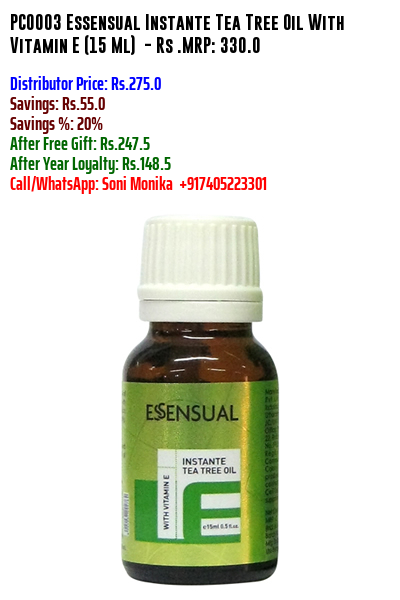 PC0003 Essensual Instante Tea Tree Oil With
Vitamin E (15 Ml) - Rs .MRP: 330.0
Distributor Price: Rs.275.0
Savings: Rs.55.0
Savings %: 20%
After Free Gift: Rs.247.5
After Year Loyalty: Rs.148.5
Call/WhatsApp: Soni Monika +917405223301
ESSENSUAL
INSTANTE
TEA TREE OIL
WITH VITAMIN E
e15ml 0.5 fl.oz.